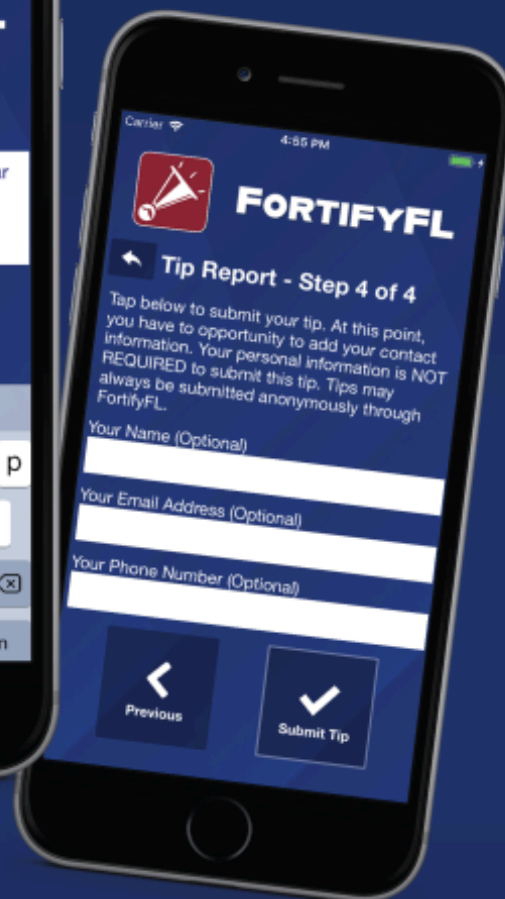 r
p
n
Carrier
4:55 PM
FORTIFYFL
Tip Report - Step 4 of 4
Tap below to submit your tip. At this point,
you have to opportunity to add your contact
information. Your personal information is NOT
REQUIRED to submit this tip. Tips may
always be submitted anonymously through
FortifyFL.
Your Name (Optional)
Your Email Address (Optional)
Your Phone Number (Optional)
Previous
Submit Tip